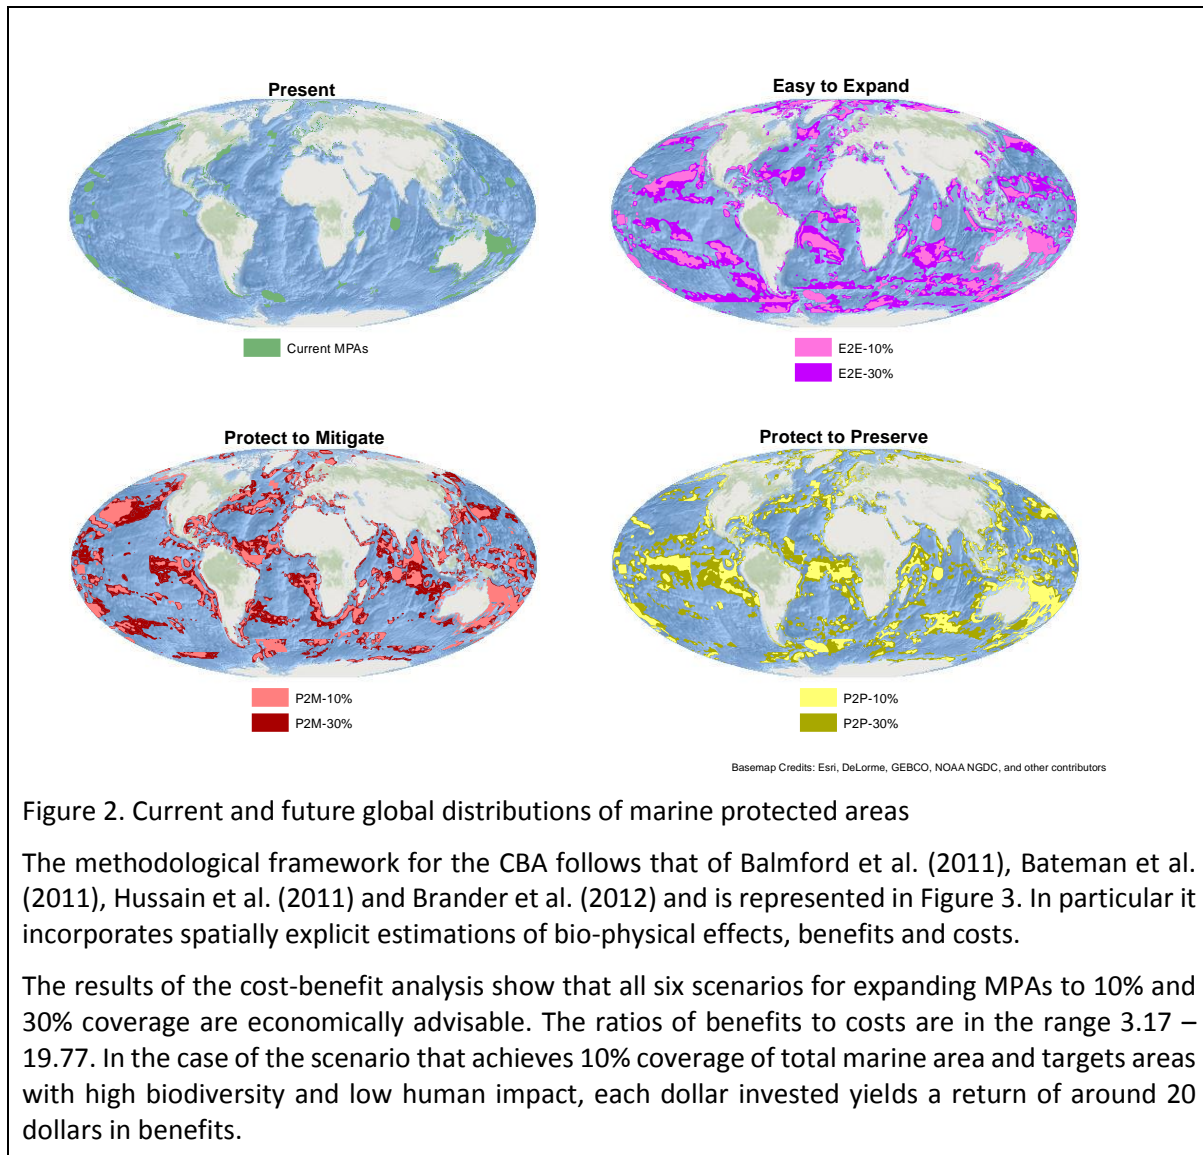 Present
Easy to Expand
Current MPAs
E2E-10%
E2E-30%
Protect to Mitigate
Protect to Preserve
P2M-10%
P2M-30%
P2P-10%
P2P-30%
Basemap Credits: Esri, DeLorme, GEBCO, NOAA NGDC, and other contributors
Figure 2. Current and future global distributions of marine protected areas
The methodological framework for the CBA follows that of Balmford et al. (2011), Bateman et al.
(2011), Hussain et al. (2011) and Brander et al. (2012) and is represented in Figure 3. In particular it
incorporates spatially explicit estimations of bio-physical effects, benefits and costs.
The results of the cost-benefit analysis show that all six scenarios for expanding MPAs to 10% and
30% coverage are economically advisable. The ratios of benefits to costs are in the range 3.17 –
19.77. In the case of the scenario that achieves 10% coverage of total marine area and targets areas
with high biodiversity and low human impact, each dollar invested yields a return of around 20
dollars in benefits.